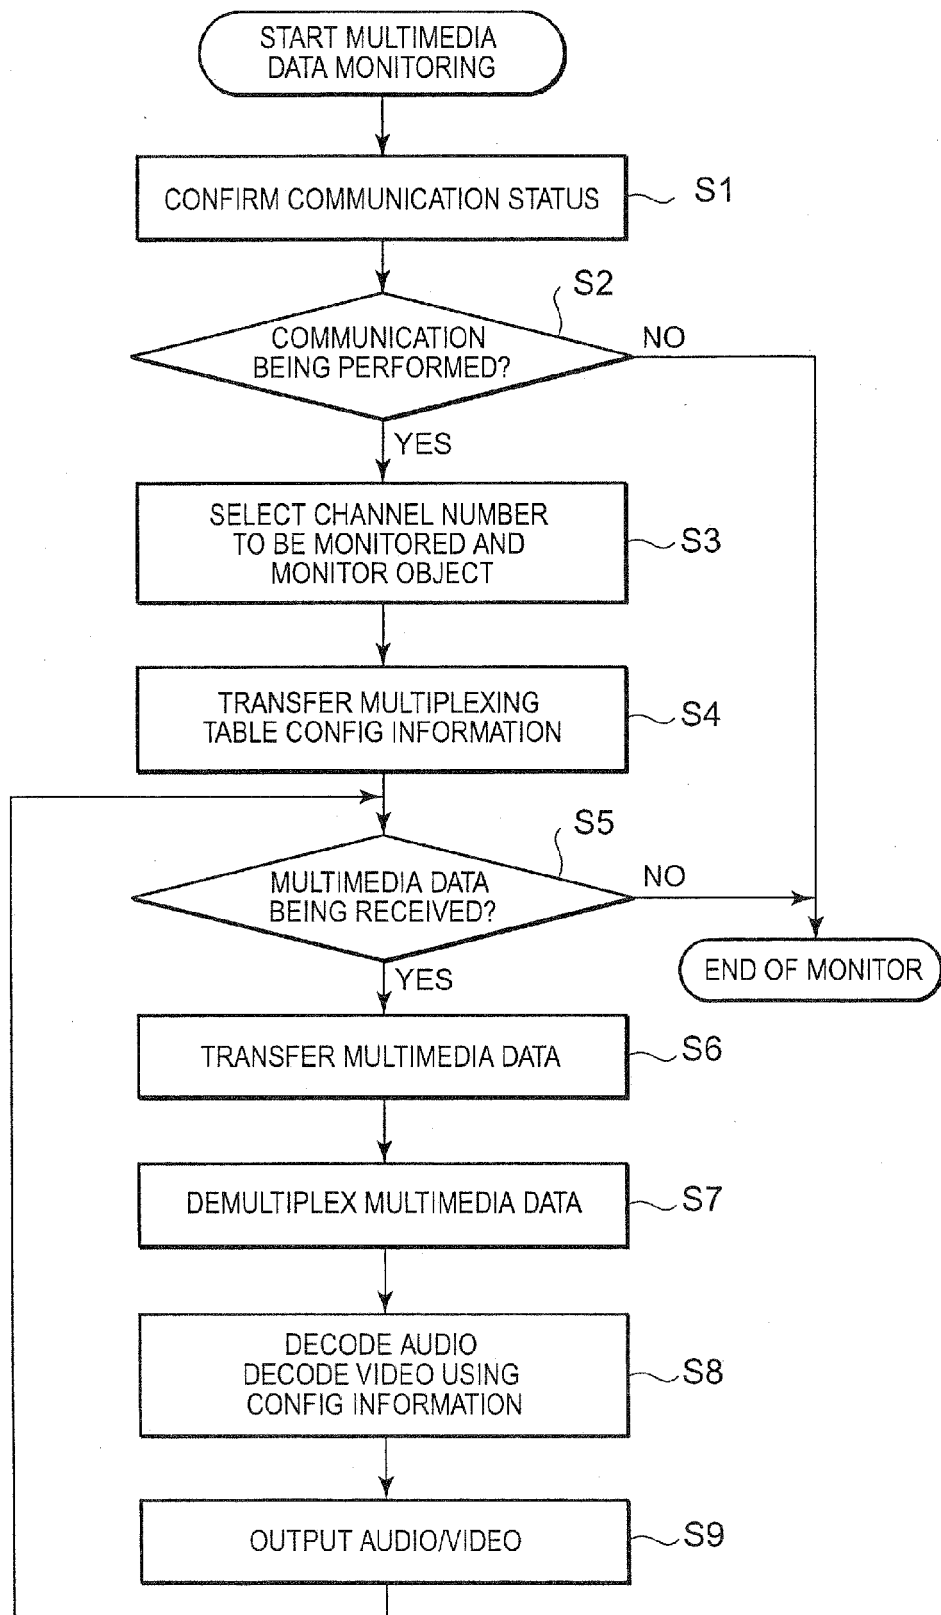 START MULTIMEDIA
DATA MONITORING
CONFIRM COMMUNICATION STATUS
S1
S2
COMMUNICATION
BEING PERFORMED?
NO
YES
SELECT CHANNEL NUMBER
TO BE MONITORED AND
MONITOR OBJECT
S3
TRANSFER MULTIPLEXING
TABLE CONFIG INFORMATION
S4
S5
MULTIMEDIA DATA
BEING RECEIVED?
NO
YES
END OF MONITOR
TRANSFER MULTIMEDIA DATA
S6
DEMULTIPLEX MULTIMEDIA DATA
S7
DECODE AUDIO
DECODE VIDEO USING
CONFIG INFORMATION
S8
OUTPUT AUDIO/VIDEO
S9